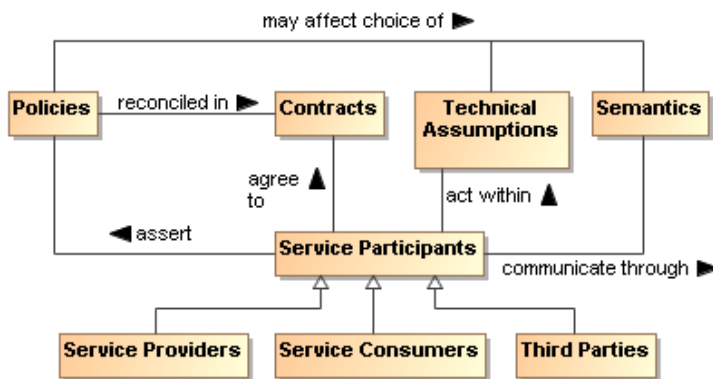 may affect choice of
Policies
reconciled in
Contracts
Technical
Assumptions
Semantics
agree
to
act within
assert
Service Participants
communicate through
Service Providers
Service Consumers
Third Parties